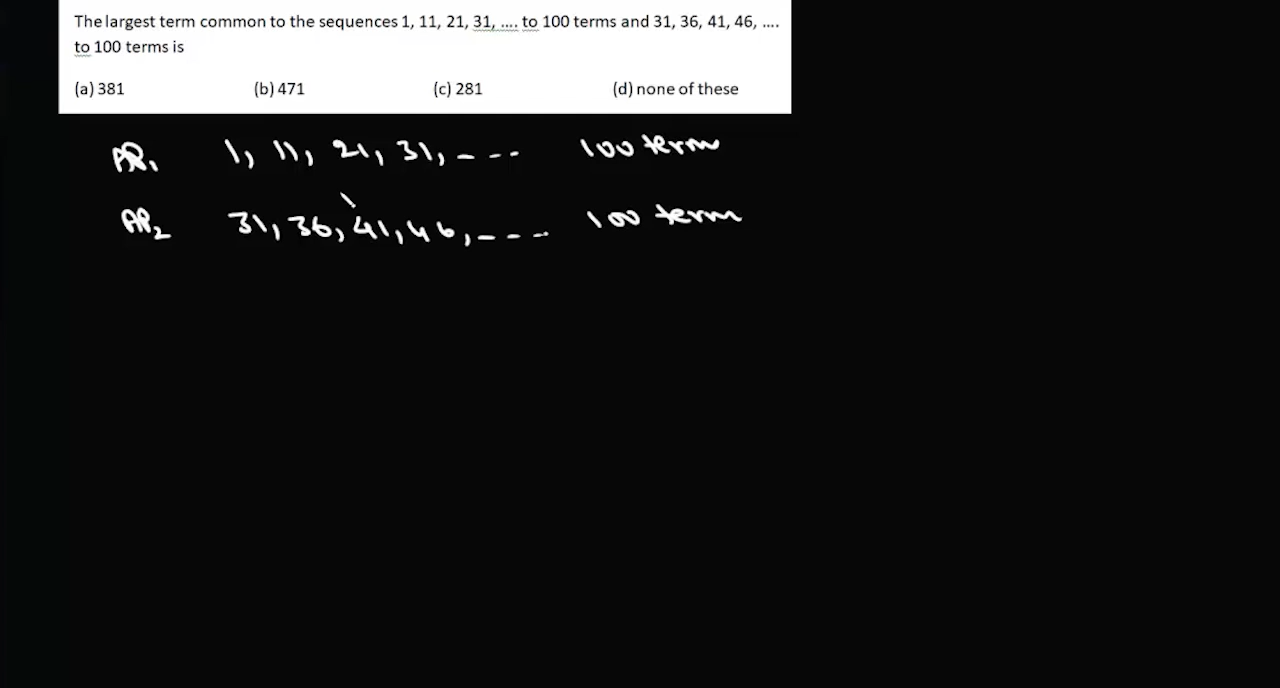 The largest term common to the sequences 1, 11, 21, 31, .... to 100 terms and 31, 36, 41, 46, ....
to 100 terms is
(a) 381 (b) 471 (c) 281 (d) none of these
AP₁ 1, 11, 21, 31, - - - 100 term
AP₂ 31, 36, 41, 46, - - - 100 term